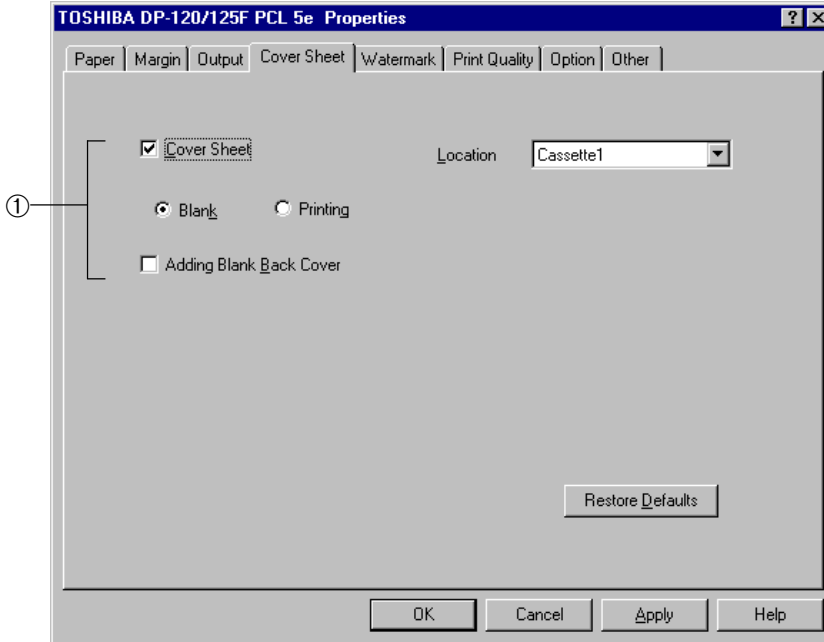 TOSHIBA DP-120/125F PCL 5e Properties ? X
Paper Margin Output Cover Sheet Watermark Print Quality Option Other
Cover Sheet Location Cassette1
① Blank Printing
Adding Blank Back Cover
Restore Defaults
OK Cancel Apply Help